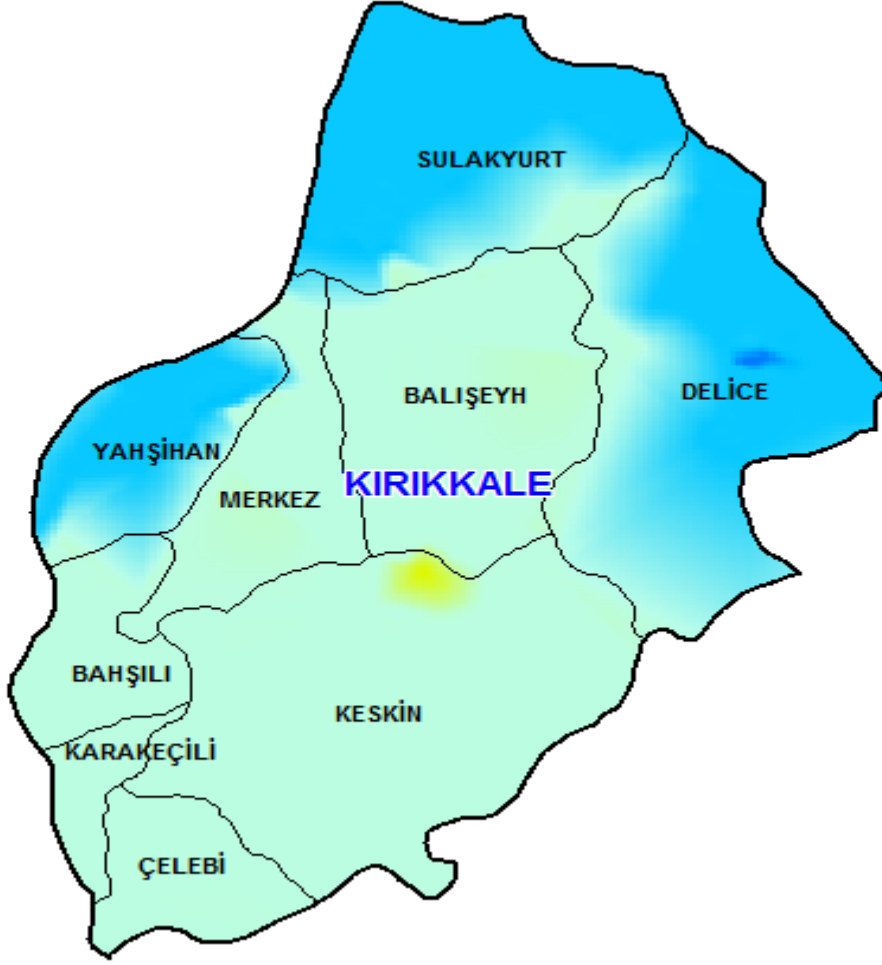 SULAKYURT
BALIŞEYH
DELİCE
YAHŞİHAN
KIRIKKALE
MERKEZ
BAHŞILI
KESKİN
KARAKEÇİLİ
ÇELEBİ